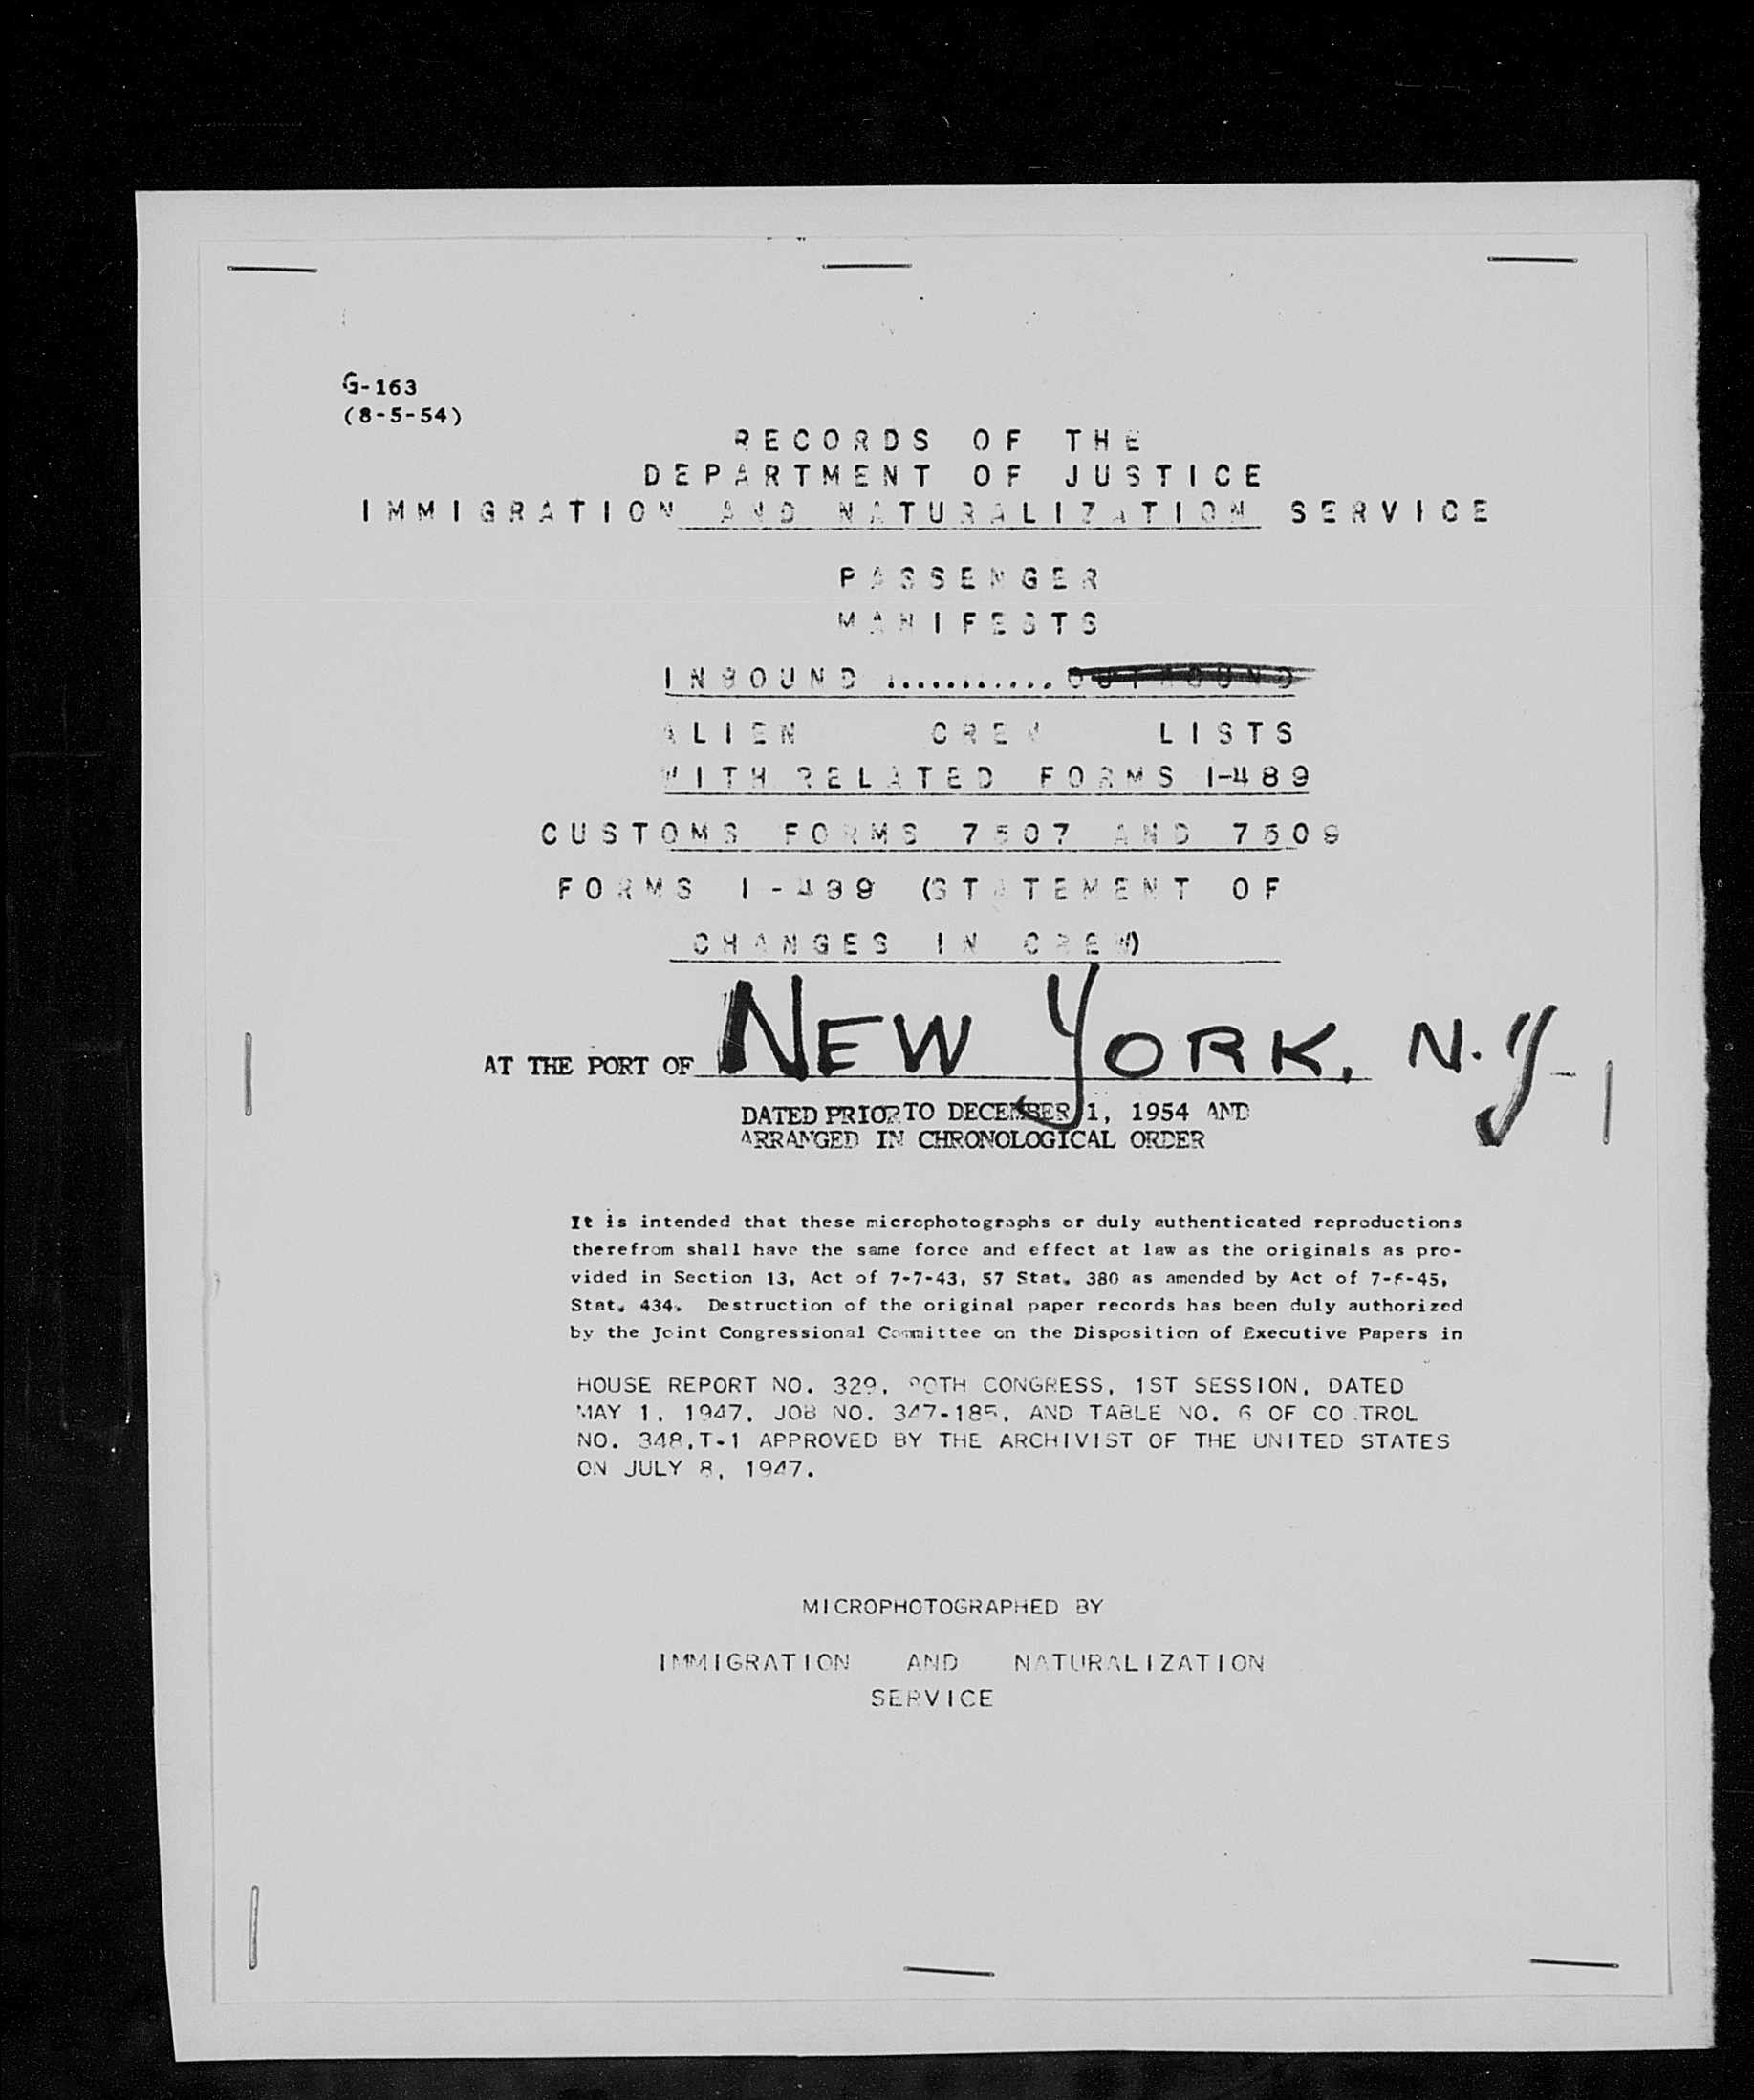 G-163
(8-5-54)
RECORDS OF THE
DEPARTMENT OF JUSTICE
IMMIGRATION AND NATURALIZATION SERVICE
PASSENGER
MANIFESTS
INBOUND ............OUTBOUND
ALIEN CREW LISTS
WITH RELATED FORMS I-489
CUSTOMS FORMS 7507 AND 7509
FORMS I-489 (STATEMENT OF
CHANGES IN CREW)
AT THE PORT OF NEW YORK, N.Y
DATED PRIOR TO DECEMBER 1, 1954 AND
ARRANGED IN CHRONOLOGICAL ORDER
It is intended that these microphotographs or duly authenticated reproductions
therefrom shall have the same force and effect at law as the originals as pro-
vided in Section 13, Act of 7-7-43, 57 Stat. 380 as amended by Act of 7-6-45,
Stat. 434. Destruction of the original paper records has been duly authorized
by the Joint Congressional Committee on the Disposition of Executive Papers in
HOUSE REPORT NO. 329, 80TH CONGRESS, 1ST SESSION, DATED
MAY 1, 1947, JOB NO. 347-185, AND TABLE NO. 6 OF CO TROL
NO. 348.T-1 APPROVED BY THE ARCHIVIST OF THE UNITED STATES
ON JULY 8, 1947.
MICROPHOTOGRAPHED BY
IMMIGRATION AND NATURALIZATION
SERVICE